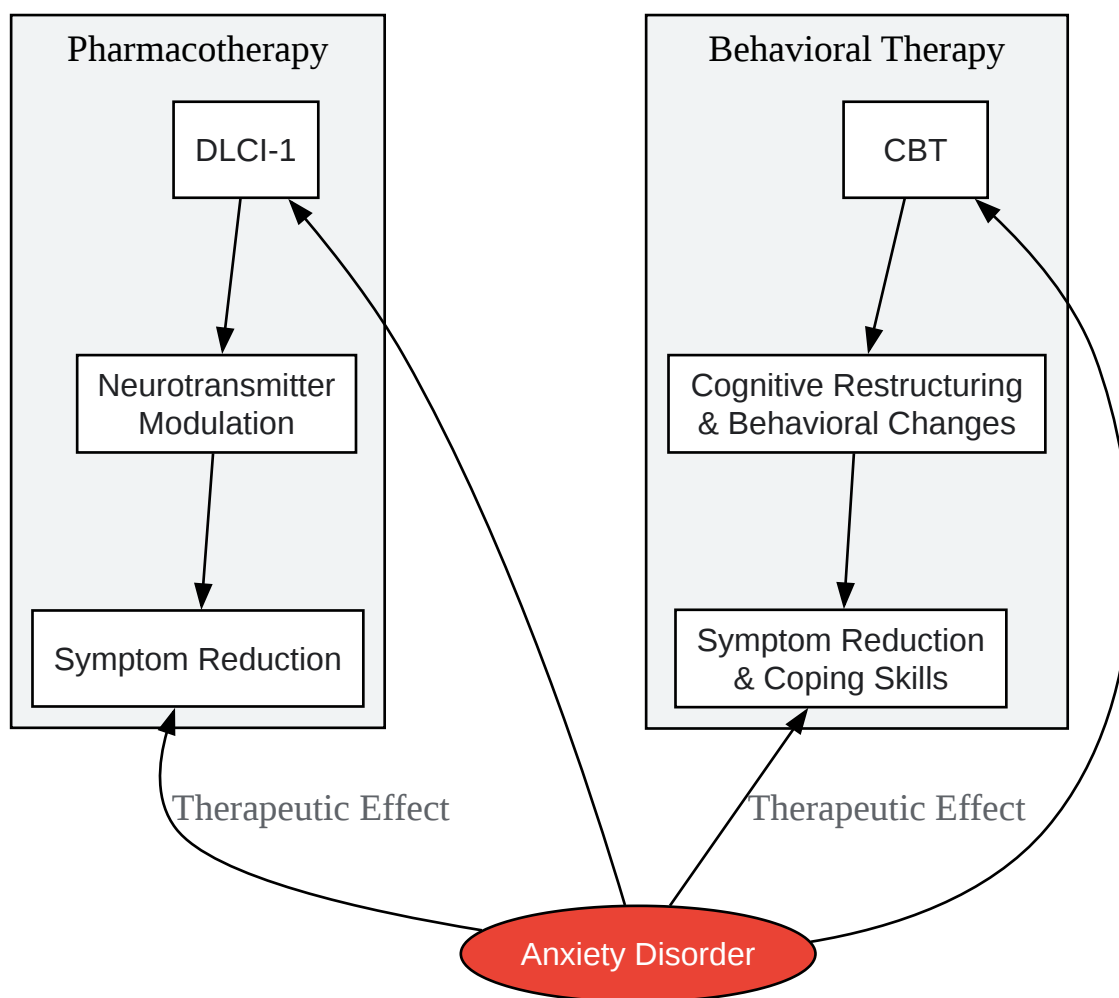 Pharmacotherapy
DLCI-1
Neurotransmitter
Modulation
Symptom Reduction
Behavioral Therapy
CBT
Cognitive Restructuring
& Behavioral Changes
Symptom Reduction
& Coping Skills
Therapeutic Effect
Therapeutic Effect
Anxiety Disorder